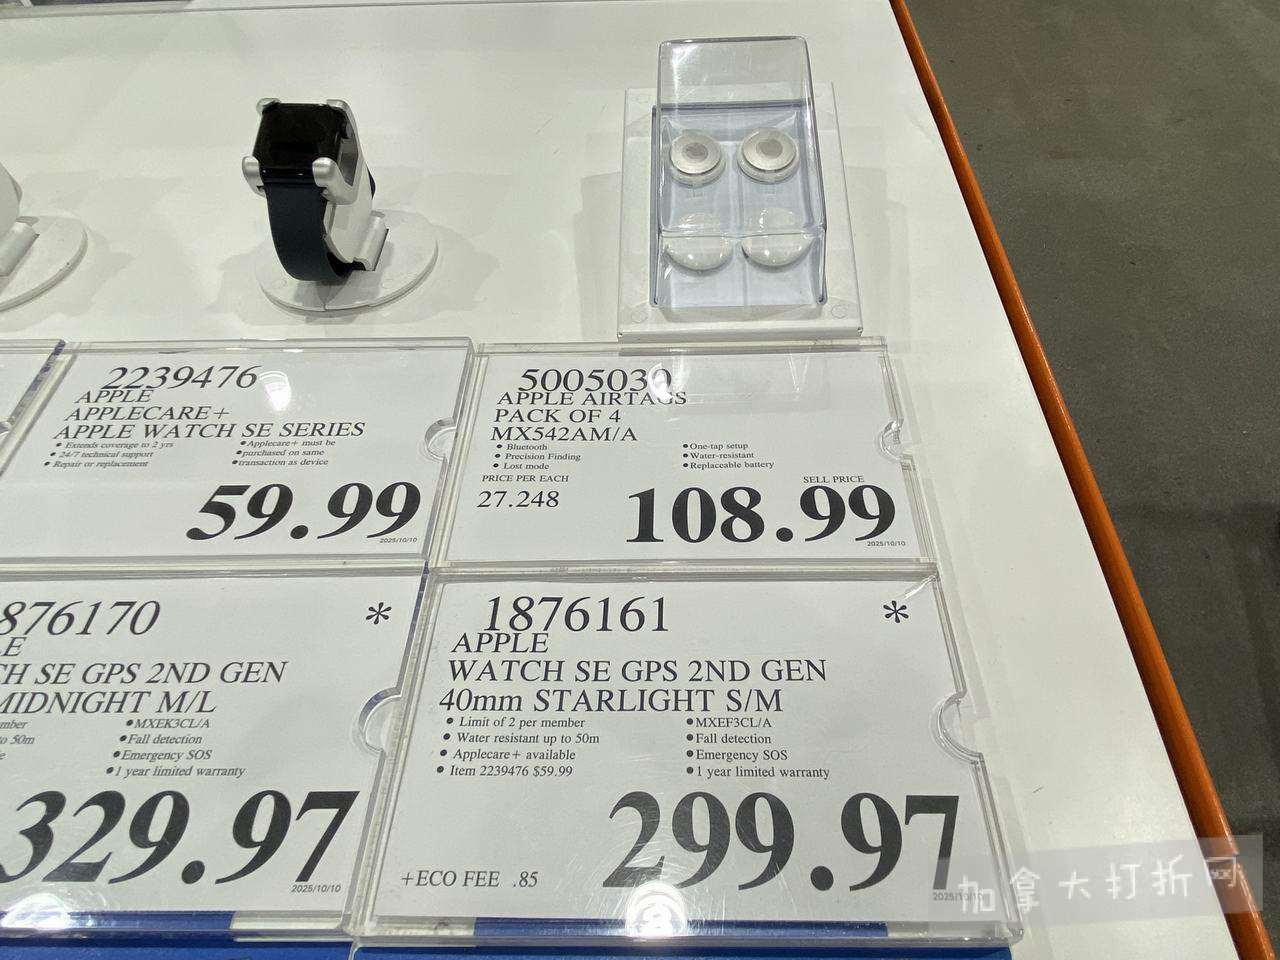 2239476
APPLE
APPLECARE+
APPLE WATCH SE SERIES
• Extends coverage to 2 yrs
• 24/7 technical support
• Repair or replacement
• Applecare+ must be
• purchased on same
• transaction as device
59.99
2025/10/10
5005030
APPLE AIRTAGS
PACK OF 4
MX542AM/A
• Bluetooth
• Precision Finding
• Lost mode
• One-tap setup
• Water-resistant
• Replaceable battery
PRICE PER EACH
27.248
SELL PRICE
108.99
2025/10/10
876170 *
E
CH SE GPS 2ND GEN
MIDNIGHT M/L
mber
to 50m
e
• MXEK3CL/A
• Fall detection
• Emergency SOS
• 1 year limited warranty
329.97
2025/10/10
1876161 *
APPLE
WATCH SE GPS 2ND GEN
40mm STARLIGHT S/M
• Limit of 2 per member
• Water resistant up to 50m
• Applecare+ available
• Item 2239476 $59.99
• MXEF3CL/A
• Fall detection
• Emergency SOS
• 1 year limited warranty
299.97
+ECO FEE .85
2025/10/10
加拿大打折网